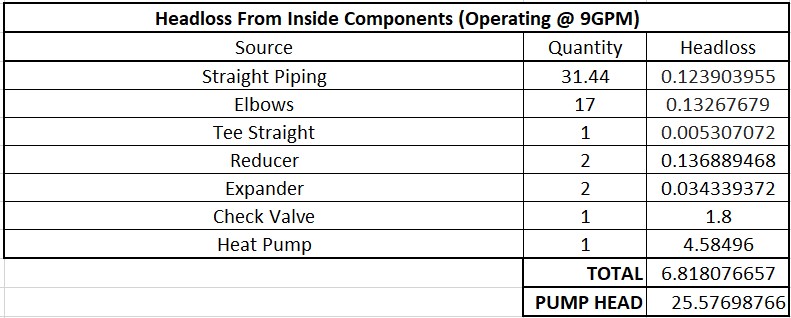 Headloss From Inside Components (Operating @ 9GPM)
Source Quantity Headloss
Straight Piping 31.44 0.123903955
Elbows 17 0.13267679
Tee Straight 1 0.005307072
Reducer 2 0.136889468
Expander 2 0.034339372
Check Valve 1 1.8
Heat Pump 1 4.58496
TOTAL 6.818076657
PUMP HEAD 25.57698766